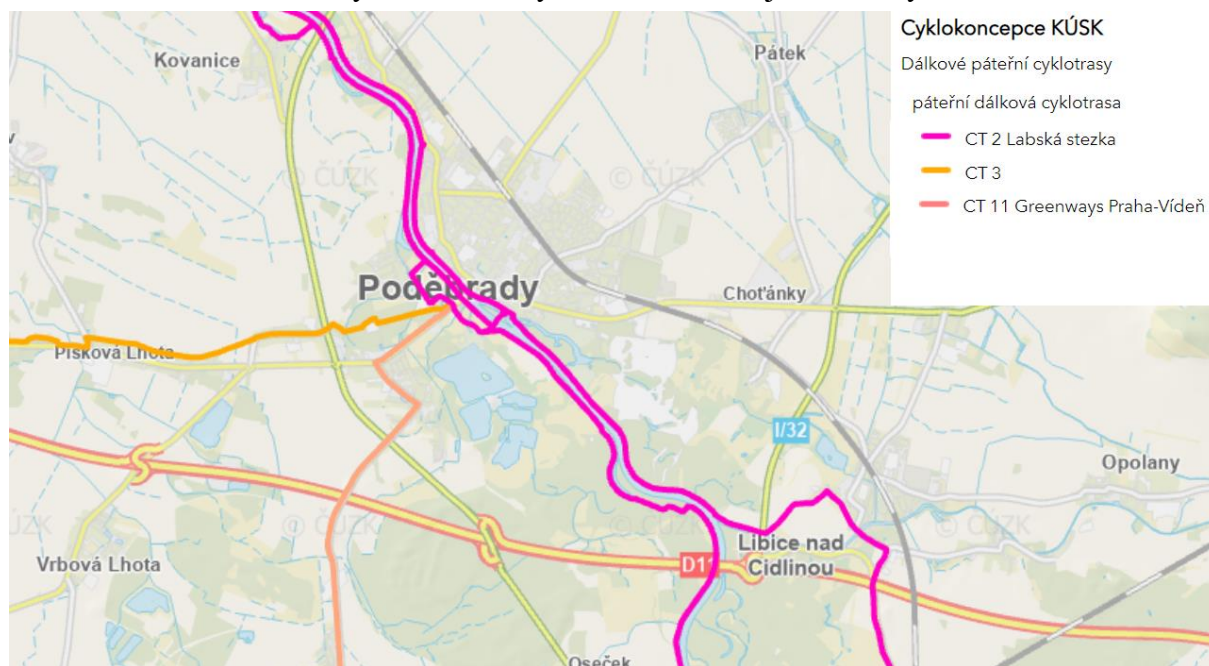 Cyklokoncepce KÚSK
Dálkové páteřní cyklotrasy
páteřní dálková cyklotrasa
CT 2 Labská stezka
CT 3
CT 11 Greenways Praha-Vídeň
Kovanice
Pátek
© ČÚZK
© ČÚZK
Poděbrady
Choťánky
Písková Lhota
I/32
Opolany
© ČÚZK
© ČÚZK
© ČÚZK
Libice nad
Cidlinou
Vrbová Lhota
D11
Oseček